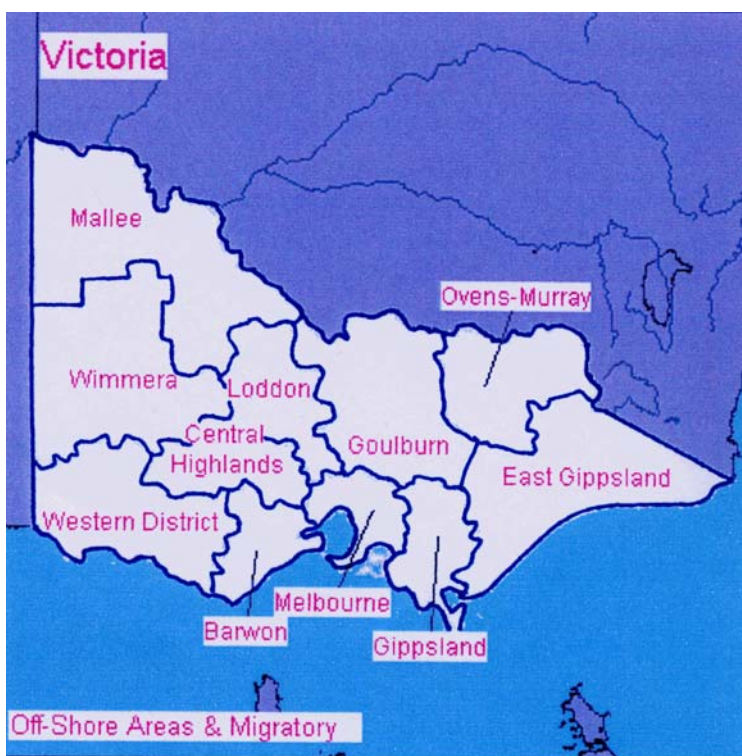 Victoria
Mallee
Ovens-Murray
Wimmera
Loddon
Central
Highlands
Goulburn
East Gippsland
Western District
Melbourne
Barwon
Gippsland
Off-Shore Areas & Migratory